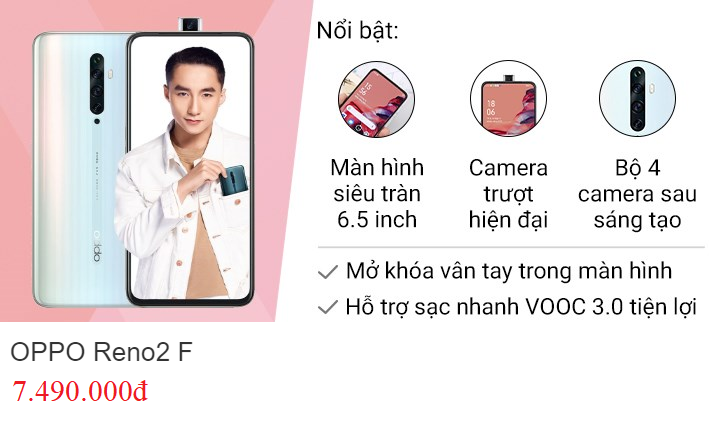 Nổi bật:
Màn hình
siêu tràn
6.5 inch
Camera
trượt
hiện đại
Bộ 4
camera sau
sáng tạo
Mở khóa vân tay trong màn hình
Hỗ trợ sạc nhanh VOOC 3.0 tiện lợi
oppo
OPPO Reno2 F
7.490.000đ